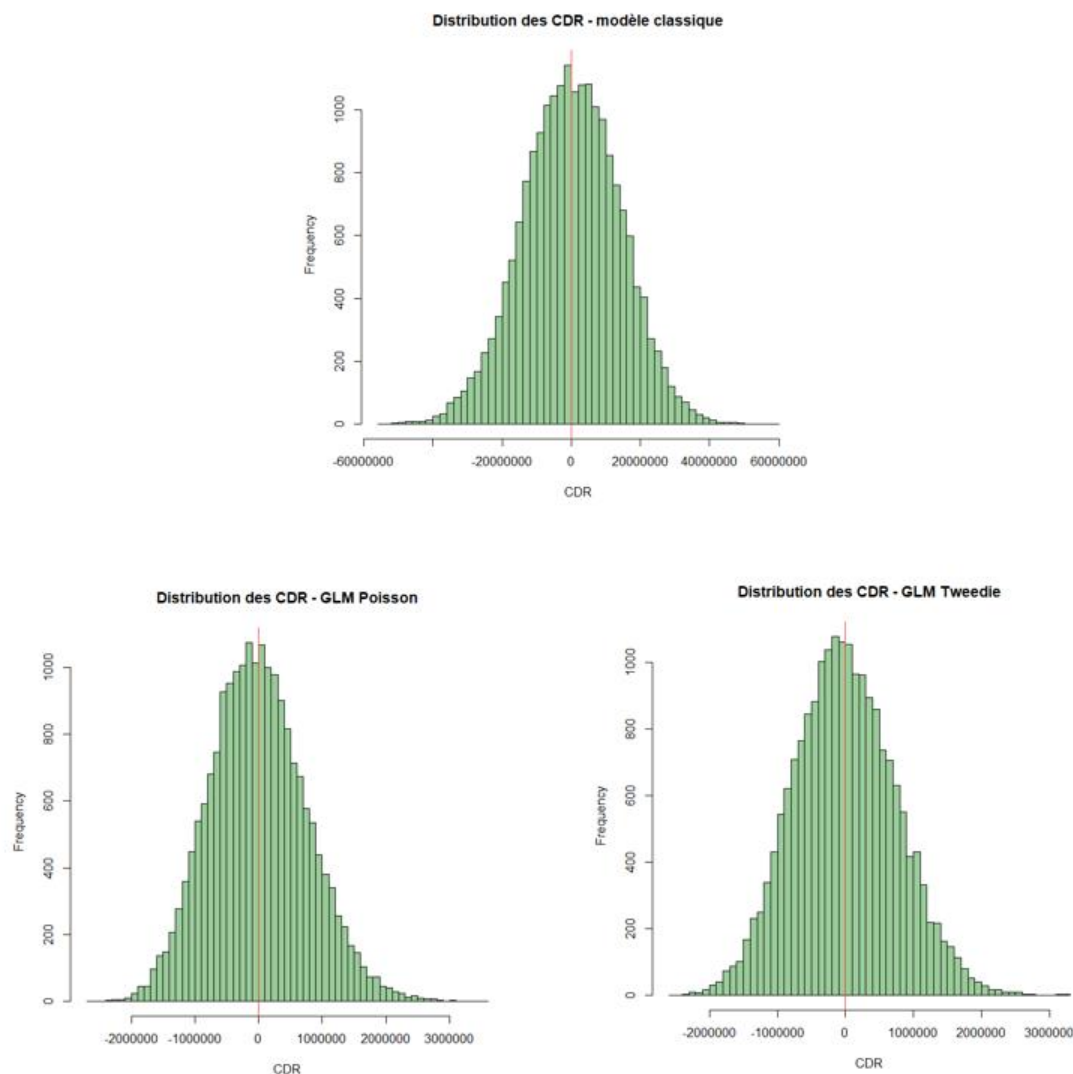 Distribution des CDR - modèle classique
Frequency
1000
800
600
400
200
0
-60000000 -20000000 0 20000000 40000000 60000000
CDR
Distribution des CDR - GLM Poisson
Frequency
1000
800
600
400
200
0
-2000000 -1000000 0 1000000 2000000 3000000
CDR
Distribution des CDR - GLM Tweedie
Frequency
1000
800
600
400
200
0
-2000000 -1000000 0 1000000 2000000 3000000
CDR